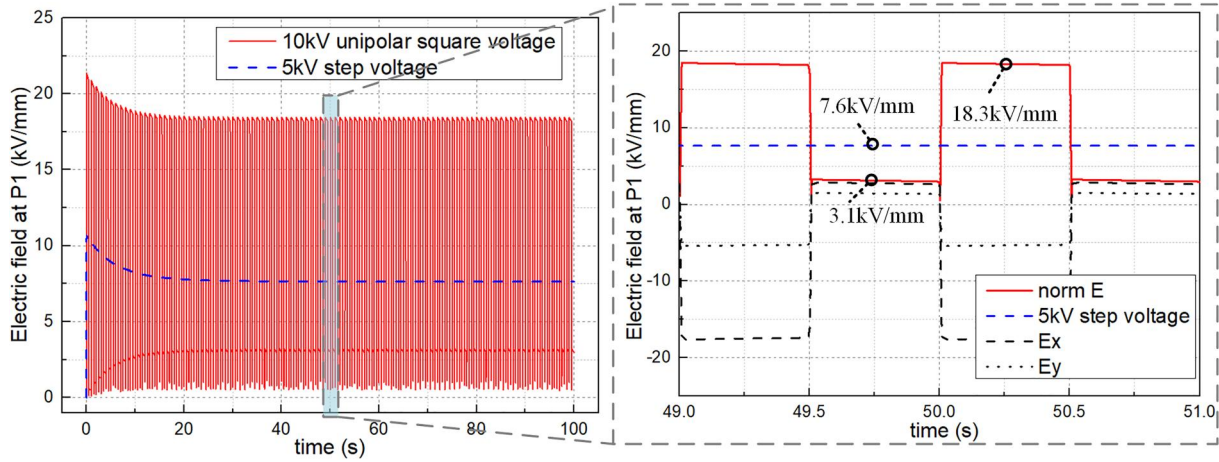 Electric field at P1 (kV/mm)
25
20
15
10
5
0
10kV unipolar square voltage
5kV step voltage
0
20
40
60
80
100
time (s)
Electric field at P1 (kV/mm)
20
10
0
-10
-20
7.6kV/mm
18.3kV/mm
3.1kV/mm
norm E
5kV step voltage
Ex
Ey
49.0
49.5
50.0
50.5
51.0
time (s)